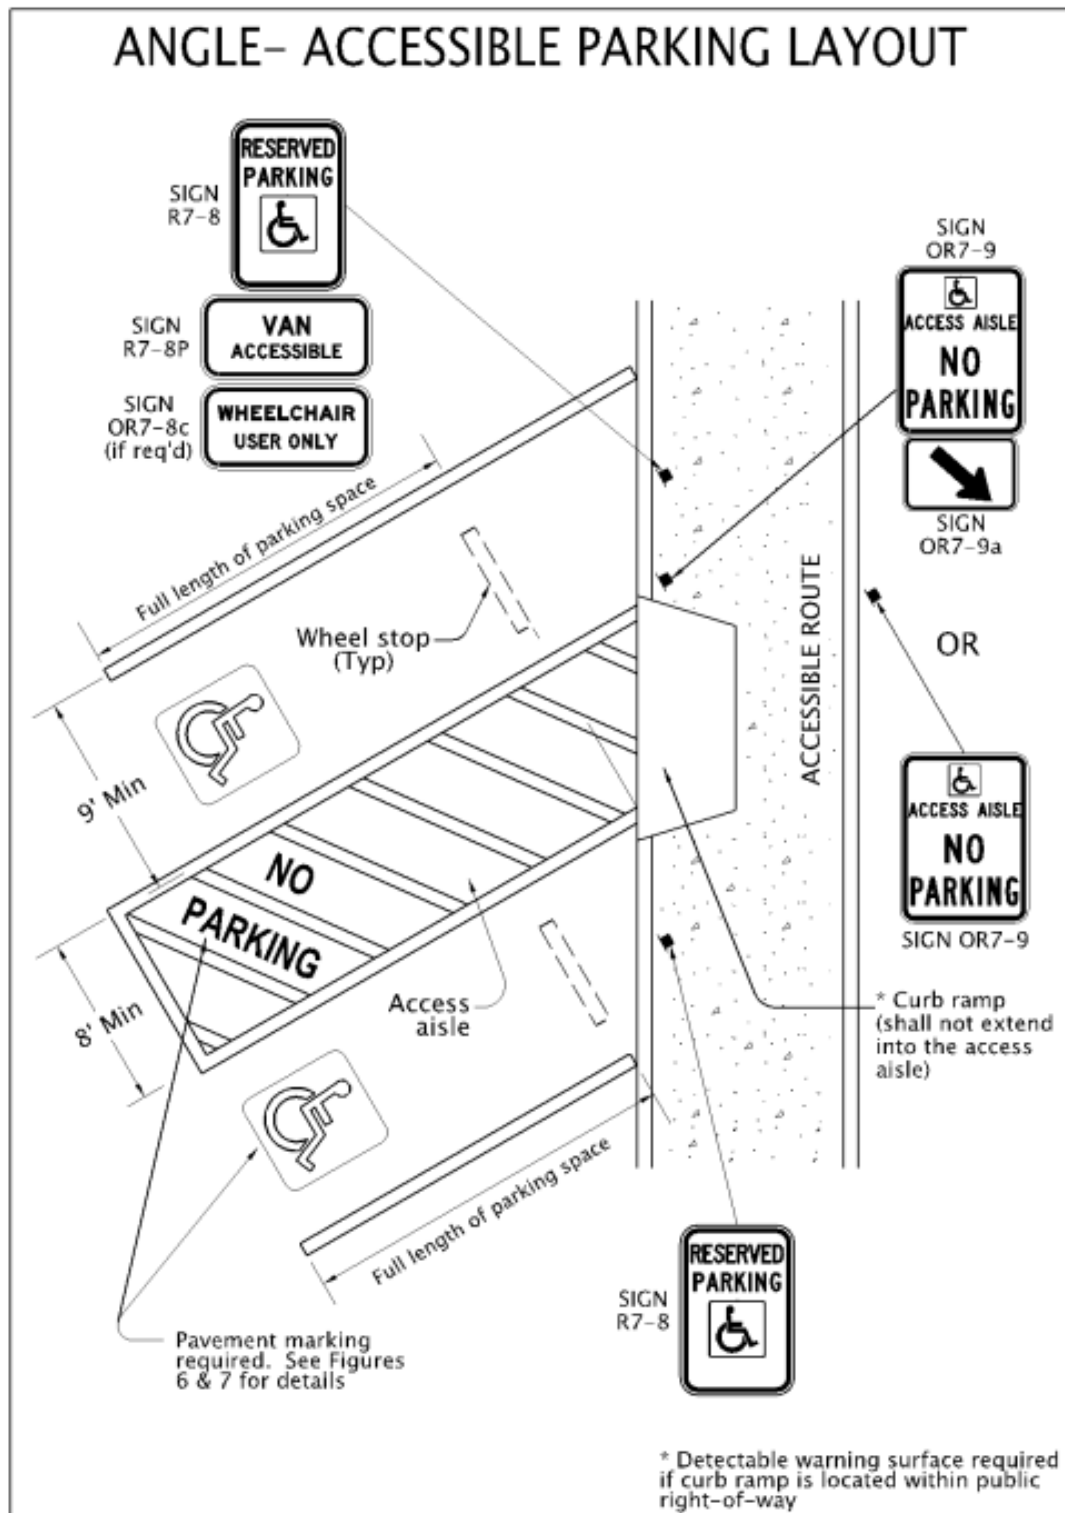 ANGLE- ACCESSIBLE PARKING LAYOUT
RESERVED
PARKING
SIGN
R7-8
VAN
ACCESSIBLE
SIGN
R7-8P
WHEELCHAIR
USER ONLY
SIGN
OR7-8c
(if req'd)
SIGN
OR7-9
ACCESS AISLE
NO
PARKING
SIGN
OR7-9a
Full length of parking space
Wheel stop
(Typ)
ACCESSIBLE ROUTE
OR
9' Min
NO
PARKING
8' Min
Access
aisle
ACCESS AISLE
NO
PARKING
SIGN OR7-9
* Curb ramp
(shall not extend
into the access
aisle)
Full length of parking space
RESERVED
PARKING
SIGN
R7-8
Pavement marking
required. See Figures
6 & 7 for details
* Detectable warning surface required
if curb ramp is located within public
right-of-way